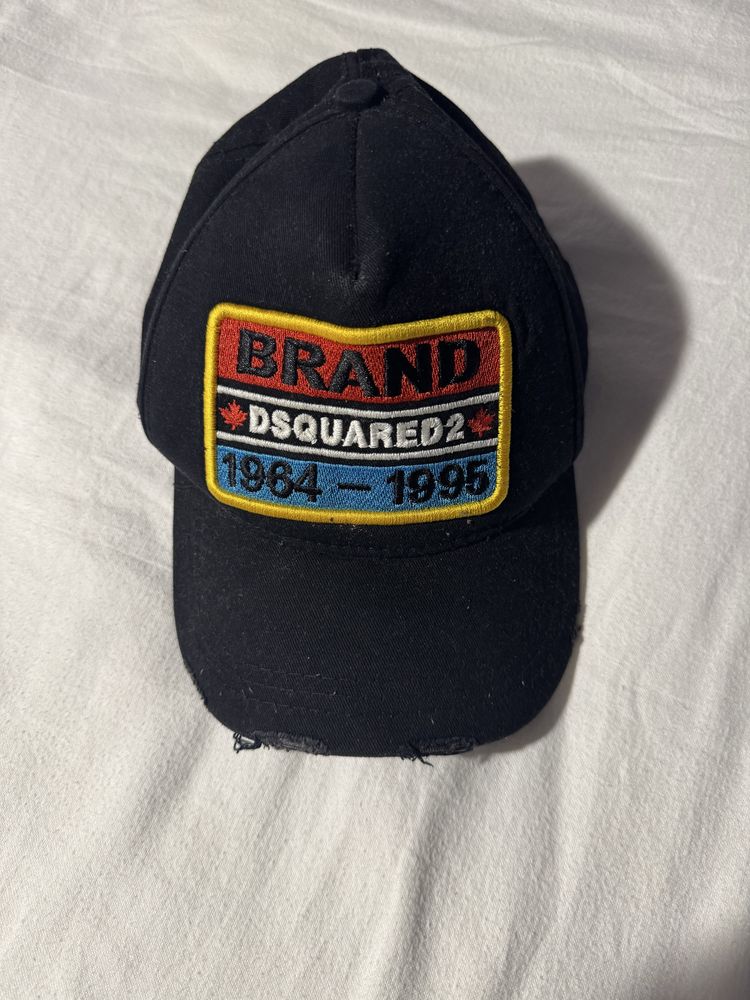 BRAND
DSQUARED2
1964 – 1995